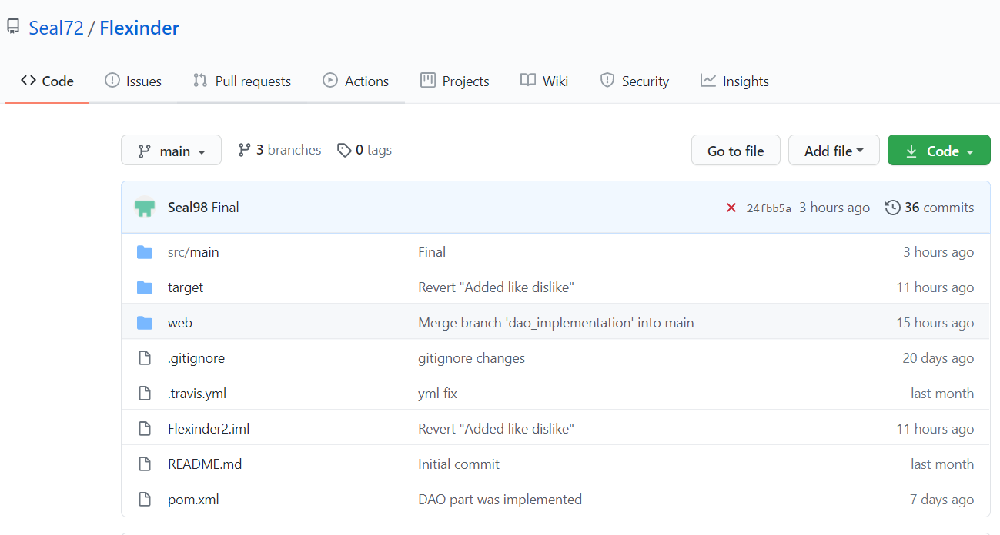 Seal72 / Flexinder
Code Issues Pull requests Actions Projects Wiki Security Insights
main 3 branches 0 tags Go to file Add file Code
Seal98 Final 24fbb5a 3 hours ago 36 commits
src/main Final 3 hours ago
target Revert "Added like dislike" 11 hours ago
web Merge branch 'dao_implementation' into main 15 hours ago
.gitignore gitignore changes 20 days ago
.travis.yml yml fix last month
Flexinder2.iml Revert "Added like dislike" 11 hours ago
README.md Initial commit last month
pom.xml DAO part was implemented 7 days ago